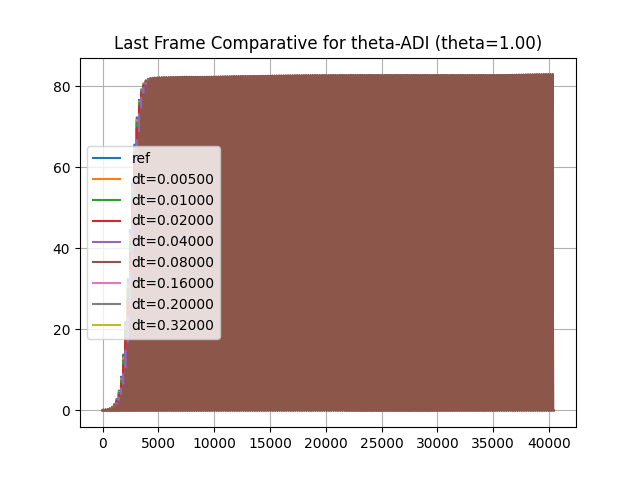 Last Frame Comparative for theta-ADI (theta=1.00)
80
60
40
20
0
ref
dt=0.00500
dt=0.01000
dt=0.02000
dt=0.04000
dt=0.08000
dt=0.16000
dt=0.20000
dt=0.32000
0 5000 10000 15000 20000 25000 30000 35000 40000